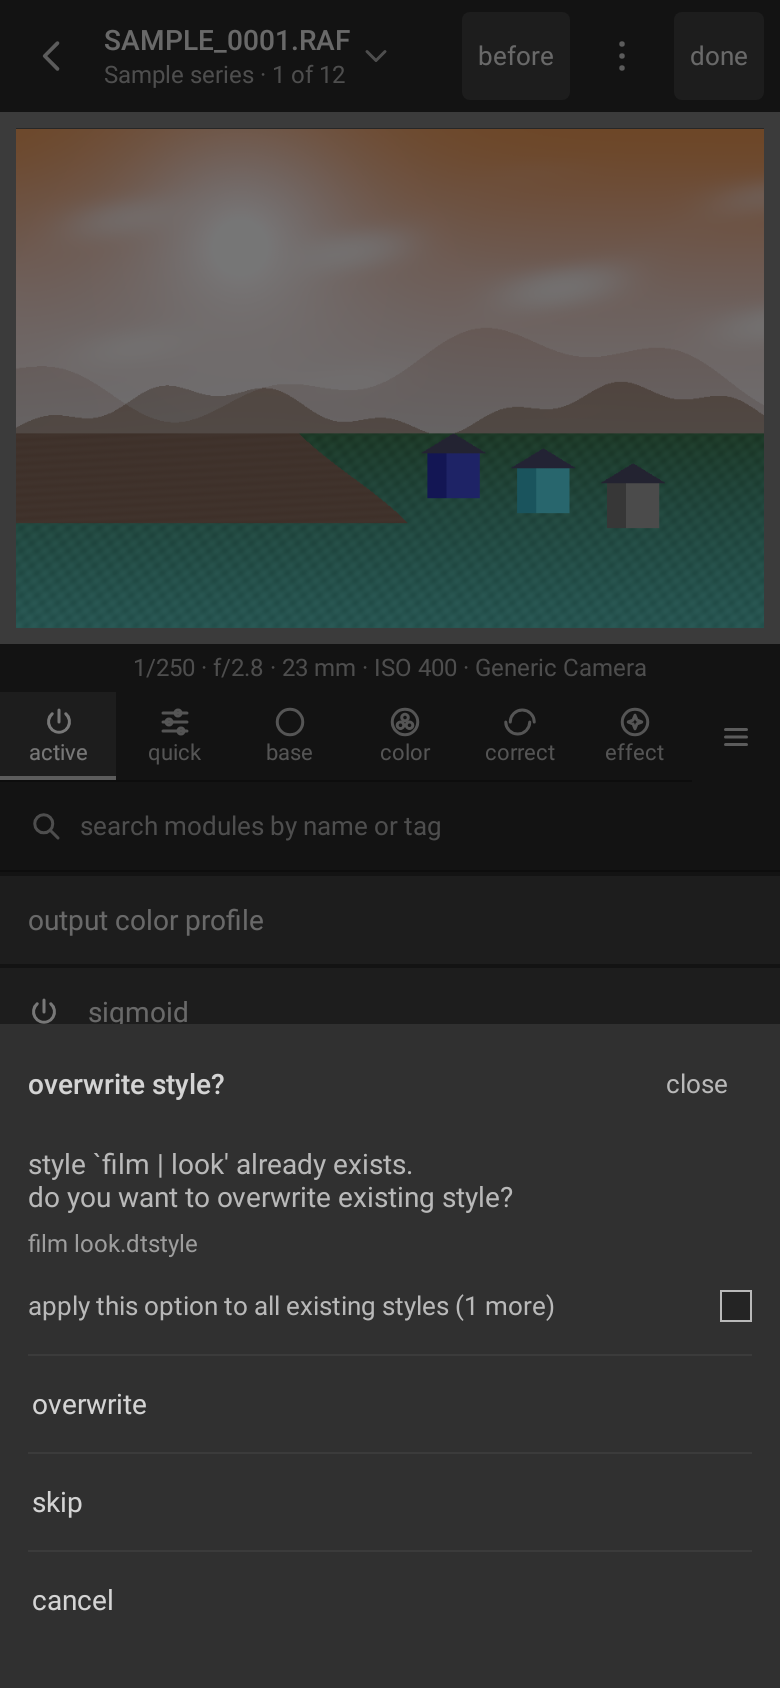 SAMPLE_0001.RAF
Sample series · 1 of 12
before
done
1/250 · f/2.8 · 23 mm · ISO 400 · Generic Camera
active
quick
base
color
correct
effect
search modules by name or tag
output color profile
sigmoid
overwrite style?
close
style `film | look' already exists.
do you want to overwrite existing style?
film look.dtstyle
apply this option to all existing styles (1 more)
overwrite
skip
cancel